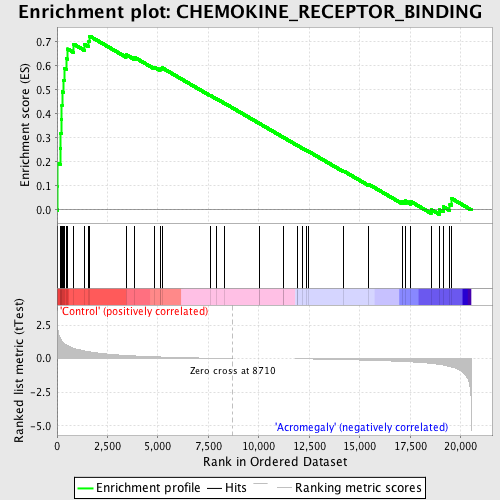 Enrichment plot: CHEMOKINE_RECEPTOR_BINDING
Enrichment score (ES)
0.7
0.6
0.5
0.4
0.3
0.2
0.1
0.0
'Control' (positively correlated)
Ranked list metric (tTest)
2.5
0.0
-2.5
-5.0
Zero cross at 8710
'Acromegaly' (negatively correlated)
0 2,500 5,000 7,500 10,000 12,500 15,000 17,500 20,000
Rank in Ordered Dataset
Enrichment profile Hits Ranking metric scores